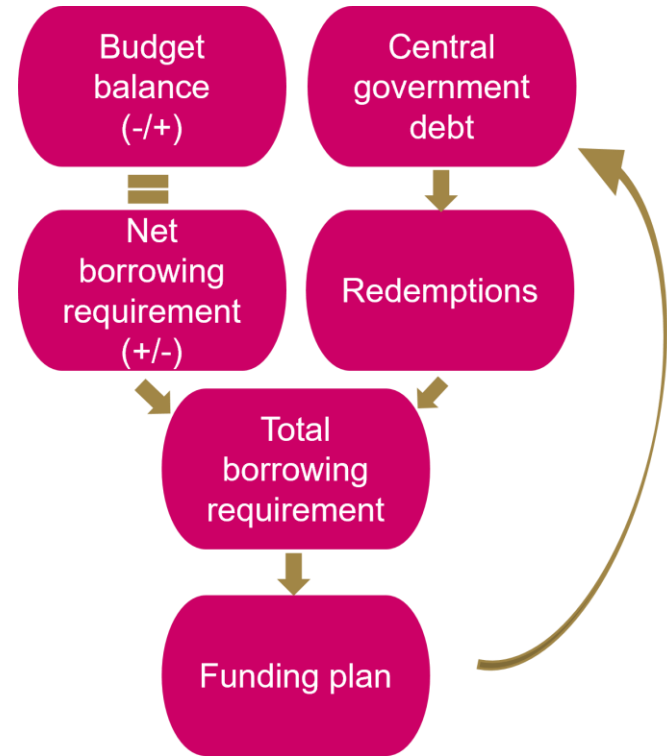 Budget
balance
(-/+)
Central
government
debt
Net
borrowing
requirement
(+/-)
Redemptions
Total
borrowing
requirement
Funding plan